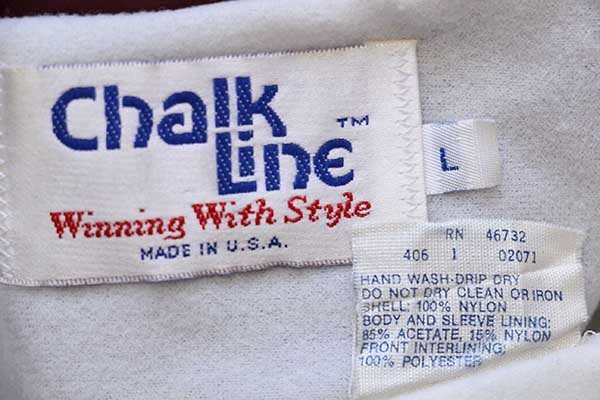 Chalk
Line ™
Winning With Style
MADE IN U.S.A.
L
RN 46732
406 1 02071
HAND WASH-DRIP DRY
DO NOT DRY CLEAN OR IRON
SHELL: 100% NYLON
BODY AND SLEEVE LINING:
85% ACETATE, 15% NYLON
FRONT INTERLINING:
100% POLYESTER